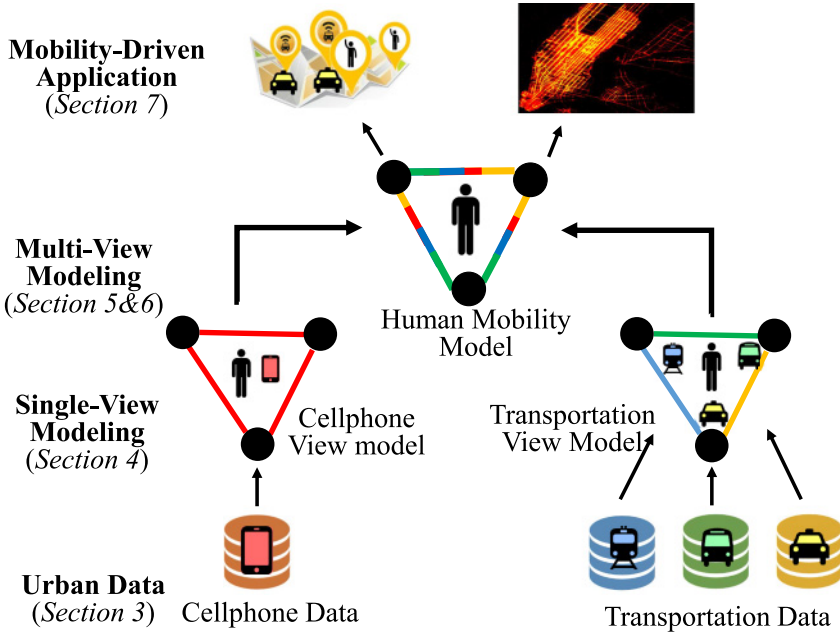 Mobility-Driven
Application
(Section 7)
Multi-View
Modeling
(Section 5&6)
Human Mobility
Model
Single-View
Modeling
(Section 4)
Cellphone
View model
Transportation
View Model
Urban Data
(Section 3)
Cellphone Data
Transportation Data